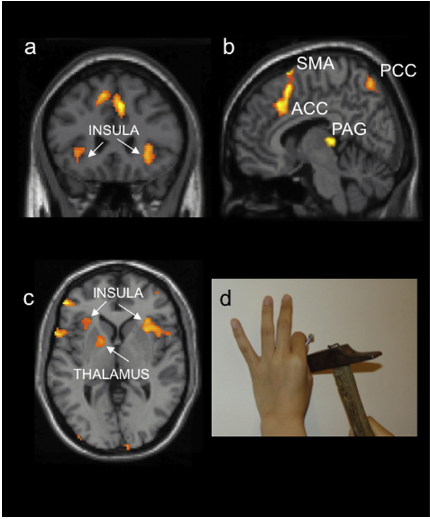 a
INSULA
b
SMA
PCC
ACC
PAG
c
INSULA
THALAMUS
d